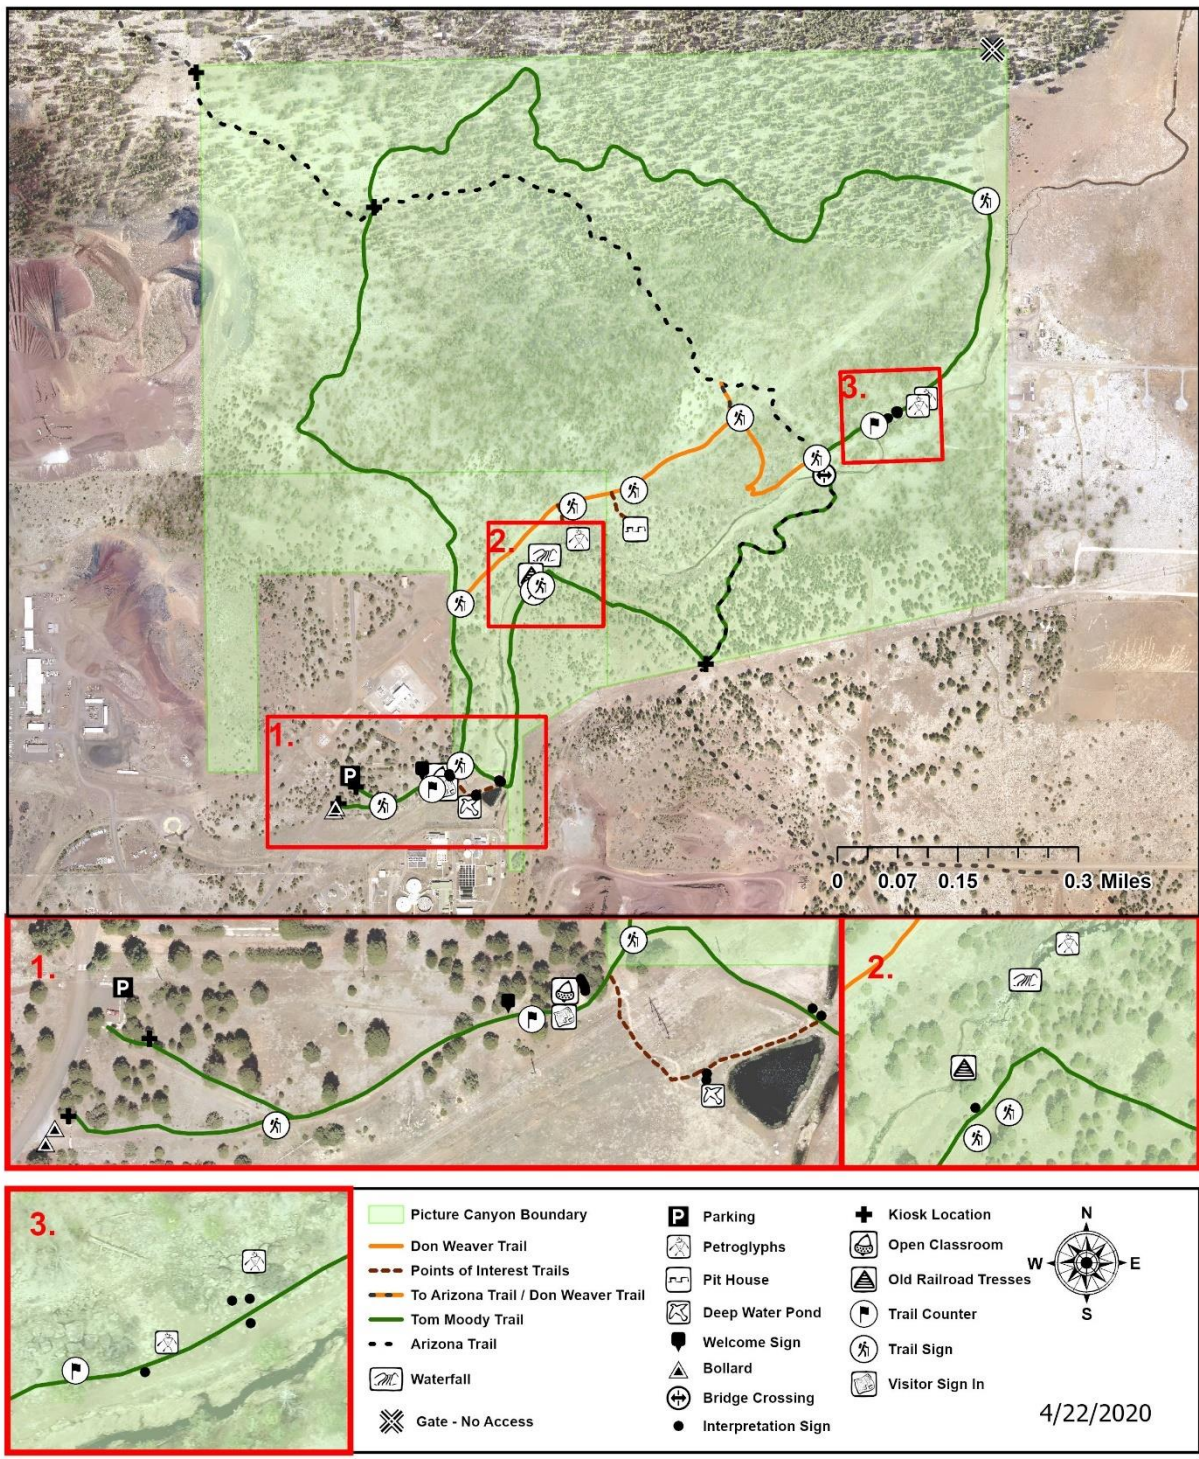 3.
2.
1.
P
0 0.07 0.15 0.3 Miles
1.
P
2.
3.
Picture Canyon Boundary
Don Weaver Trail
Points of Interest Trails
To Arizona Trail / Don Weaver Trail
Tom Moody Trail
Arizona Trail
Waterfall
Gate - No Access
P Parking
Petroglyphs
Pit House
Deep Water Pond
Welcome Sign
Bollard
Bridge Crossing
Interpretation Sign
Kiosk Location
Open Classroom
Old Railroad Tresses
Trail Counter
Trail Sign
Visitor Sign In
N
W E
S
4/22/2020